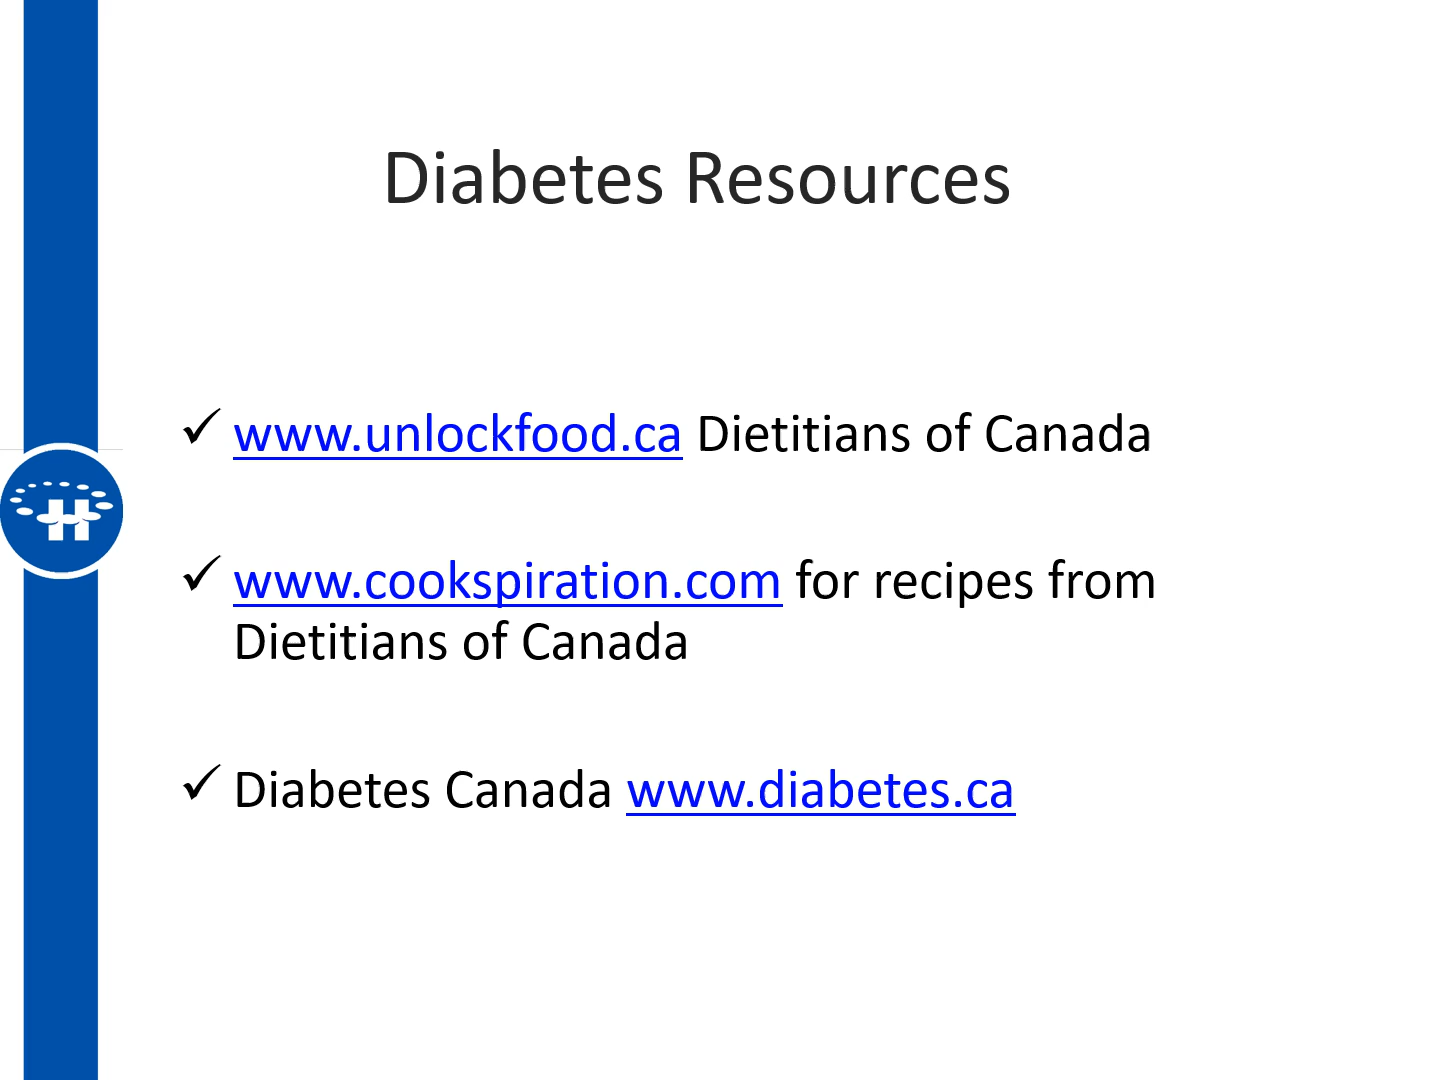 Diabetes Resources
✓ www.unlockfood.ca Dietitians of Canada
✓ www.cookspiration.com for recipes from
Dietitians of Canada
✓ Diabetes Canada www.diabetes.ca
H